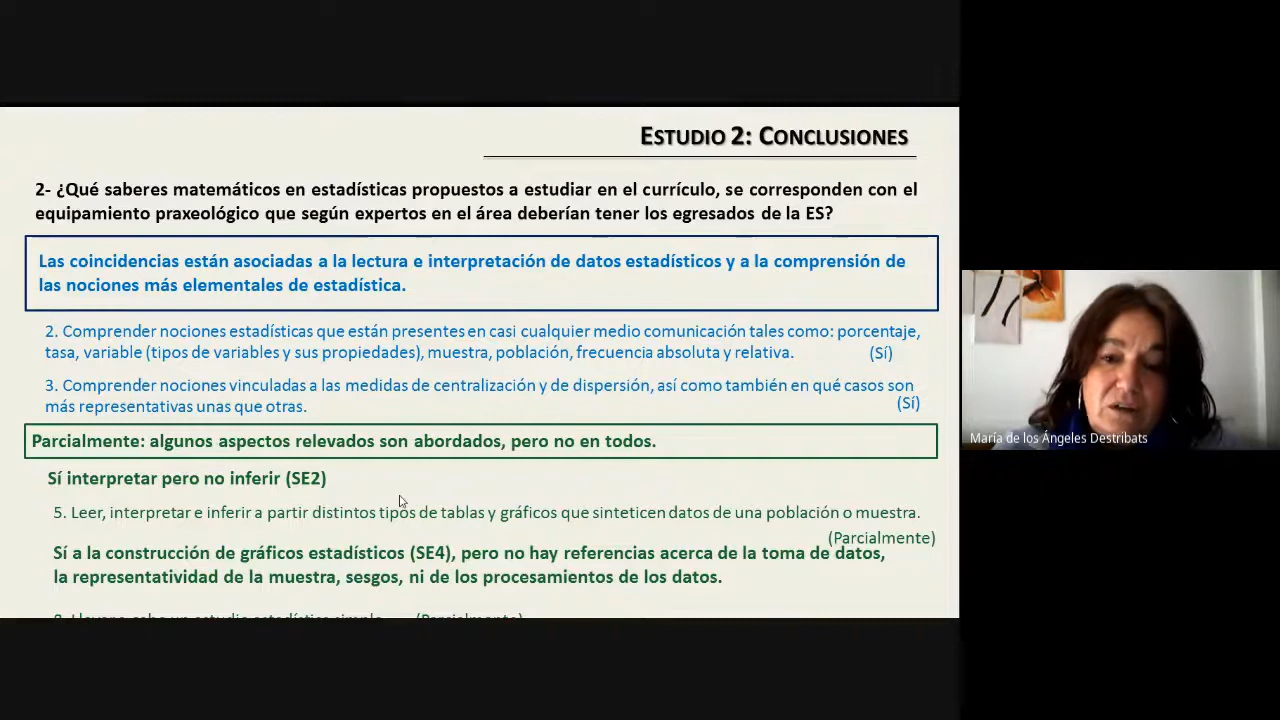 ESTUDIO 2: CONCLUSIONES
2- ¿Qué saberes matemáticos en estadísticas propuestos a estudiar en el currículo, se corresponden con el
equipamiento praxeológico que según expertos en el área deberían tener los egresados de la ES?
Las coincidencias están asociadas a la lectura e interpretación de datos estadísticos y a la comprensión de
las nociones más elementales de estadística.
2. Comprender nociones estadísticas que están presentes en casi cualquier medio comunicación tales como: porcentaje,
tasa, variable (tipos de variables y sus propiedades), muestra, población, frecuencia absoluta y relativa. (Sí)
3. Comprender nociones vinculadas a las medidas de centralización y de dispersión, así como también en qué casos son
más representativas unas que otras. (Sí)
Parcialmente: algunos aspectos relevados son abordados, pero no en todos.
Sí interpretar pero no inferir (SE2)
5. Leer, interpretar e inferir a partir distintos tipos de tablas y gráficos que sinteticen datos de una población o muestra.
(Parcialmente)
Sí a la construcción de gráficos estadísticos (SE4), pero no hay referencias acerca de la toma de datos,
la representatividad de la muestra, sesgos, ni de los procesamientos de los datos.
estudio estadístico simple (Parcialmente)
María de los Ángeles Destribats